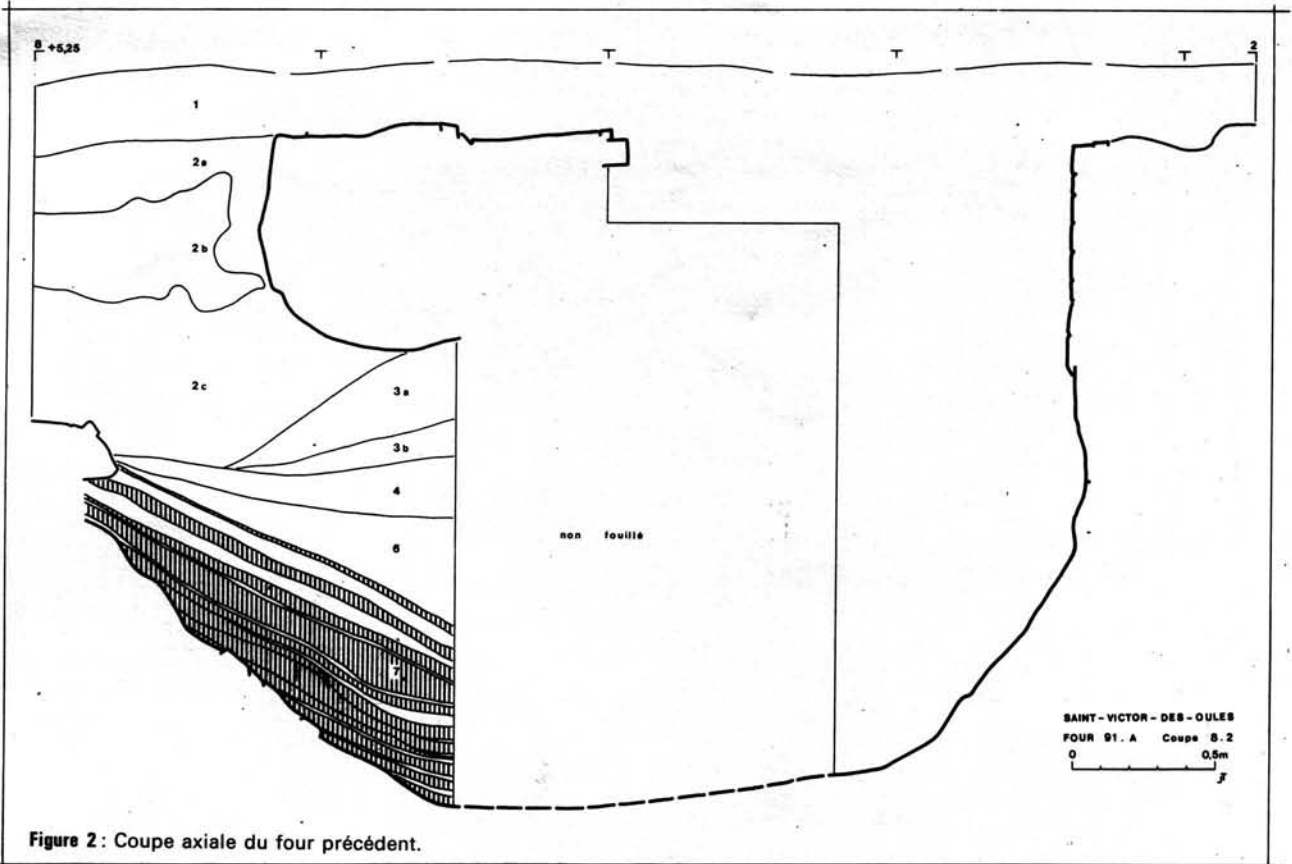 8 +5,25
2
1
2a
2b
2c
3a
3b
4
6
non fouillé
7
SAINT-VICTOR-DES-OULES
FOUR 91.A Coupe 8.2
0 0,5m
Figure 2 : Coupe axiale du four précédent.